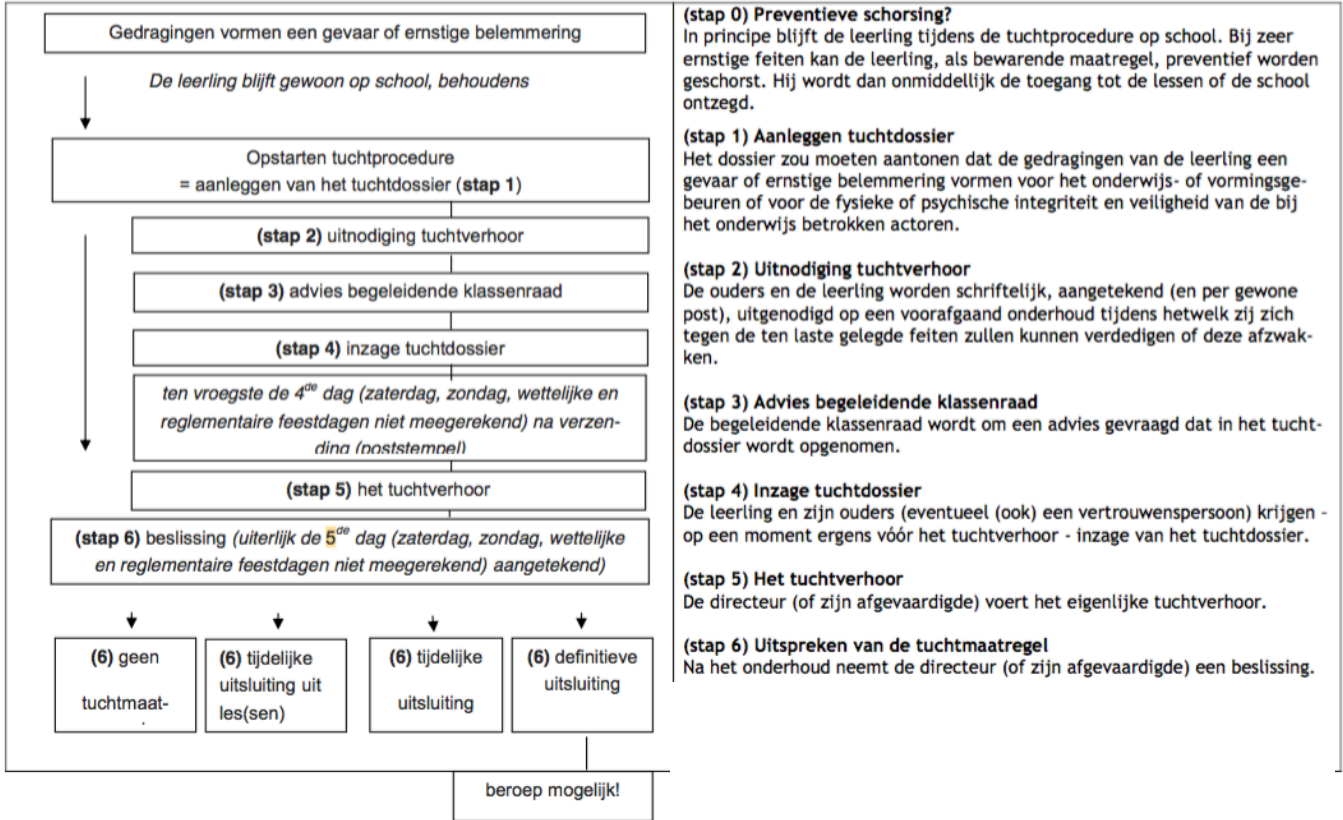 Gedragingen vormen een gevaar of ernstige belemmering
De leerling blijft gewoon op school, behoudens
Opstarten tuchtprocedure
= aanleggen van het tuchtdossier (stap 1)
(stap 2) uitnodiging tuchtverhoor
(stap 3) advies begeleidende klassenraad
(stap 4) inzage tuchtdossier
ten vroegste de 4de dag (zaterdag, zondag, wettelijke en
reglementaire feestdagen niet meegerekend) na verzen-
ding (poststempel)
(stap 5) het tuchtverhoor
(stap 6) beslissing (uiterlijk de 5de dag (zaterdag, zondag, wettelijke
en reglementaire feestdagen niet meegerekend) aangetekend)
(6) geen
tuchtmaat-
(6) tijdelijke
uitsluiting uit
les(sen)
(6) tijdelijke
uitsluiting
(6) definitieve
uitsluiting
beroep mogelijk!
(stap 0) Preventieve schorsing?
In principe blijft de leerling tijdens de tuchtprocedure op school. Bij zeer
ernstige feiten kan de leerling, als bewarende maatregel, preventief worden
geschorst. Hij wordt dan onmiddellijk de toegang tot de lessen of de school
ontzegd.
(stap 1) Aanleggen tuchtdossier
Het dossier zou moeten aantonen dat de gedragingen van de leerling een
gevaar of ernstige belemmering vormen voor het onderwijs- of vormingsge-
beuren of voor de fysieke of psychische integriteit en veiligheid van de bij
het onderwijs betrokken actoren.
(stap 2) Uitnodiging tuchtverhoor
De ouders en de leerling worden schriftelijk, aangetekend (en per gewone
post), uitgenodigd op een voorafgaand onderhoud tijdens hetwelk zij zich
tegen de ten laste gelegde feiten zullen kunnen verdedigen of deze afzwak-
ken.
(stap 3) Advies begeleidende klassenraad
De begeleidende klassenraad wordt om een advies gevraagd dat in het tucht-
dossier wordt opgenomen.
(stap 4) Inzage tuchtdossier
De leerling en zijn ouders (eventueel (ook) een vertrouwenspersoon) krijgen -
op een moment ergens vóór het tuchtverhoor - inzage van het tuchtdossier.
(stap 5) Het tuchtverhoor
De directeur (of zijn afgevaardigde) voert het eigenlijke tuchtverhoor.
(stap 6) Uitspreken van de tuchtmaatregel
Na het onderhoud neemt de directeur (of zijn afgevaardigde) een beslissing.